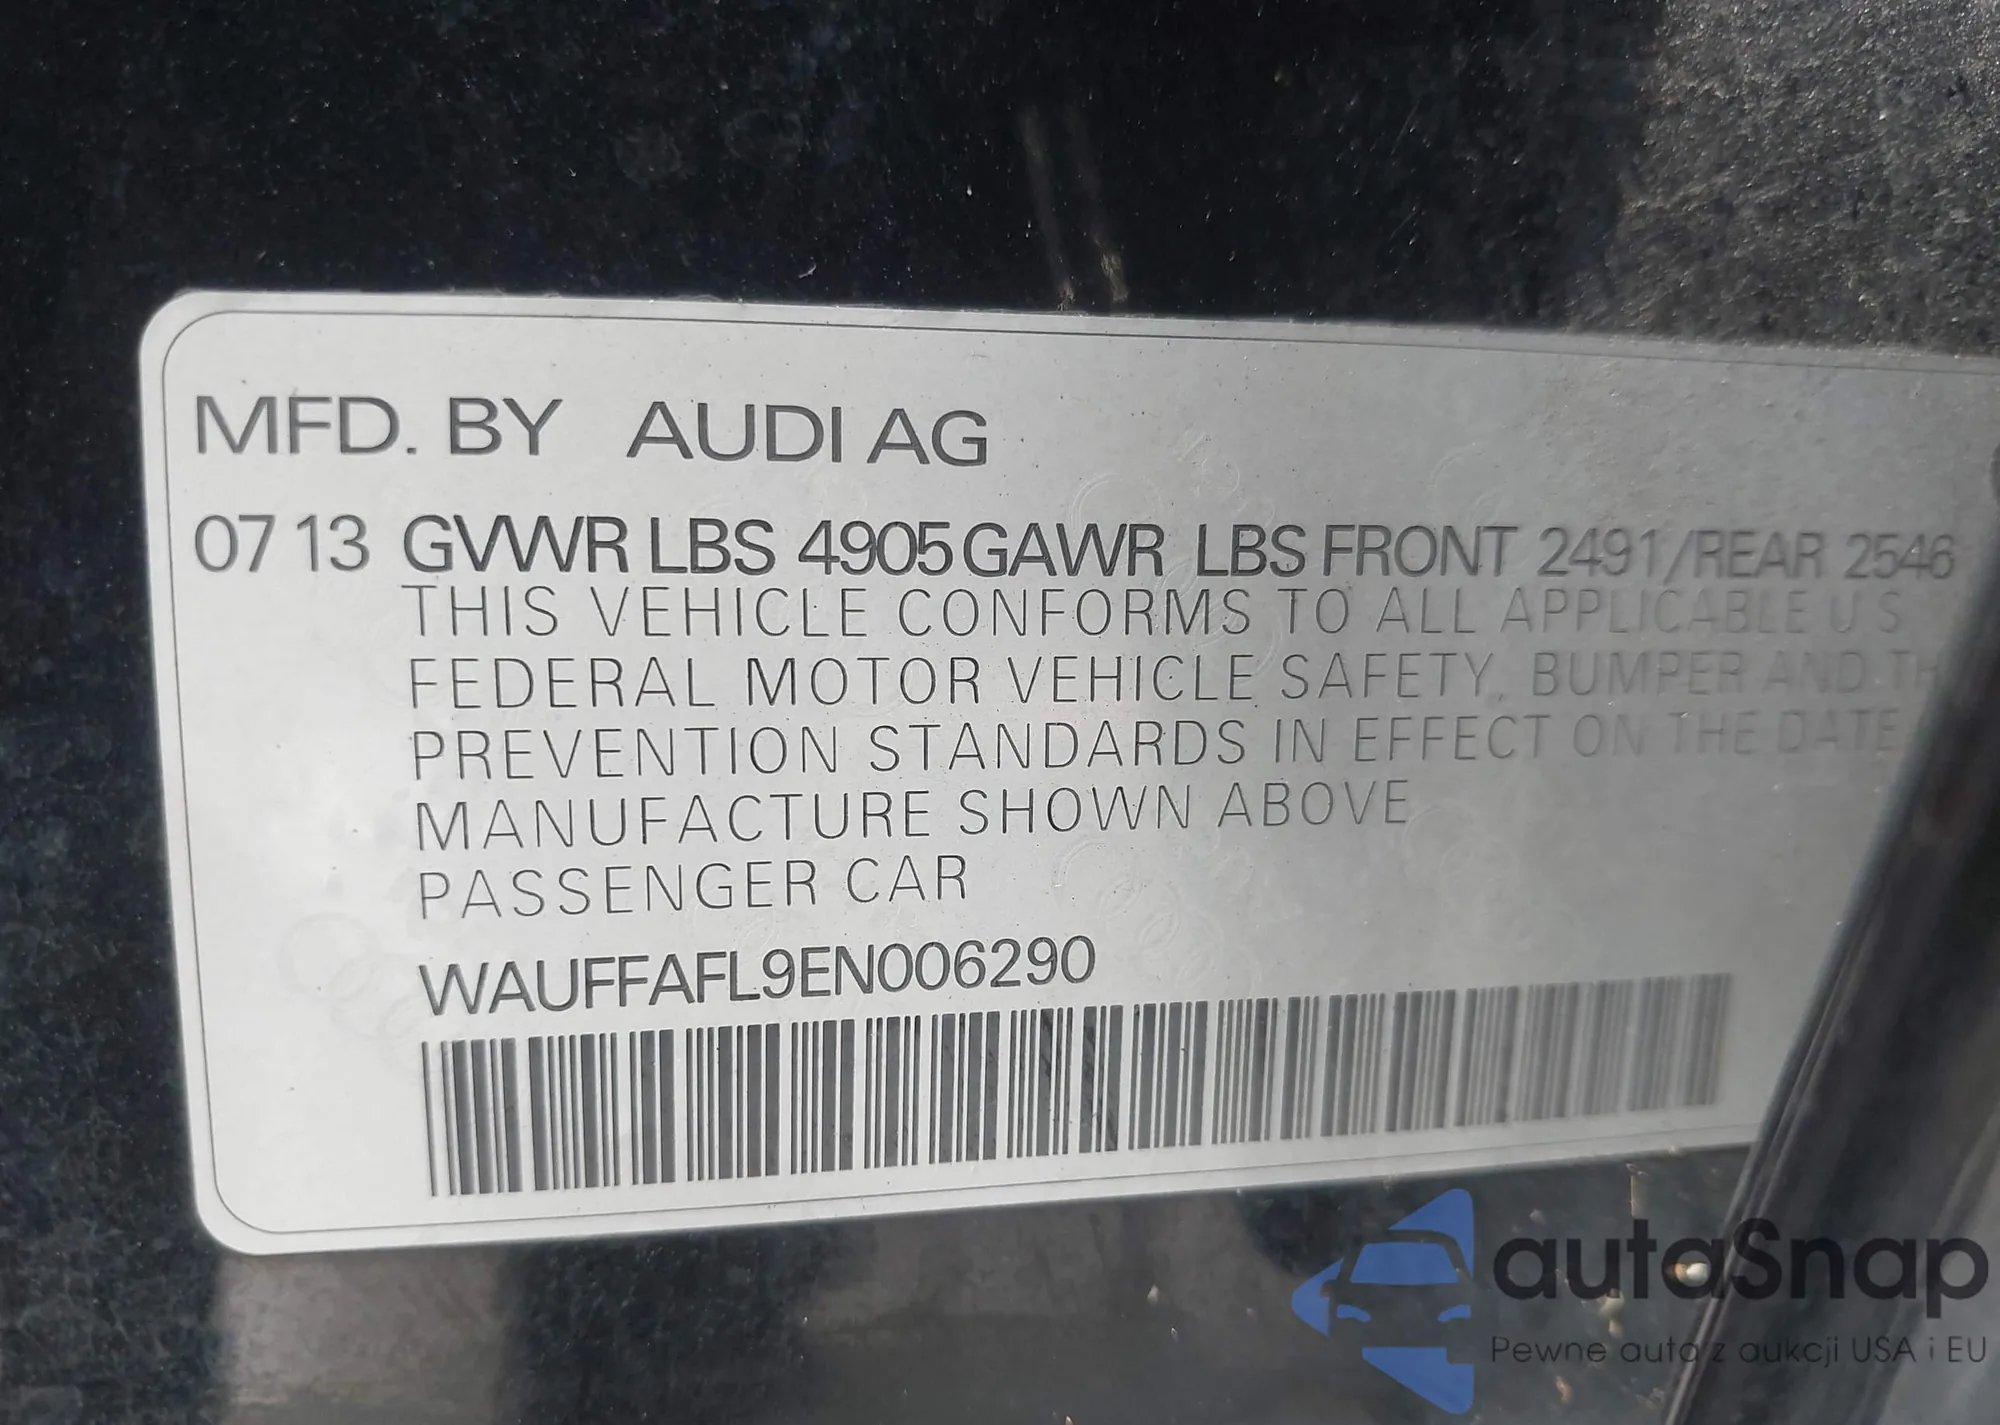 MFD. BY AUDI AG
07 13 GVWR LBS 4905 GAWR LBS FRONT 2491/REAR 2546
THIS VEHICLE CONFORMS TO ALL APPLICABLE U S
FEDERAL MOTOR VEHICLE SAFETY, BUMPER AND TH
PREVENTION STANDARDS IN EFFECT ON THE DATE
MANUFACTURE SHOWN ABOVE
PASSENGER CAR
WAUFFAFL9EN006290
autaSnap
Pewne auta z aukcji USA i EU